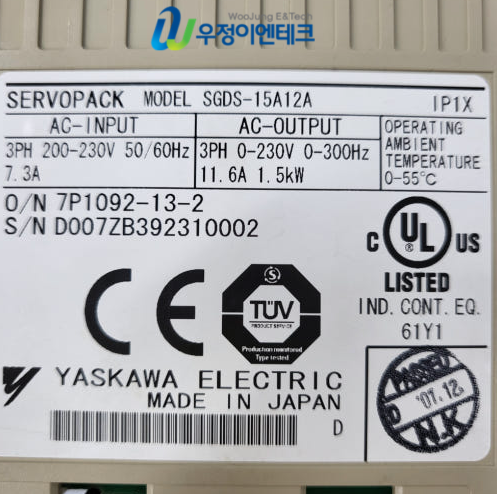 WooJung E&Tech
우정이엔테크
SERVOPACK MODEL SGDS-15A12A IP1X
AC-INPUT AC-OUTPUT
3PH 200-230V 50/60Hz 3PH 0-230V 0-300Hz
7.3A 11.6A 1.5kW
OPERATING
AMBIENT
TEMPERATURE
0-55℃
O/N 7P1092-13-2
S/N D007ZB392310002
C UL US
LISTED
IND. CONT. EQ.
61Y1
CE
S
TÜV
PRODUCT SERVICE
Production monitored
Type tested
YASKAWA ELECTRIC
MADE IN JAPAN
D
PASSED
D '07.12.
N.K